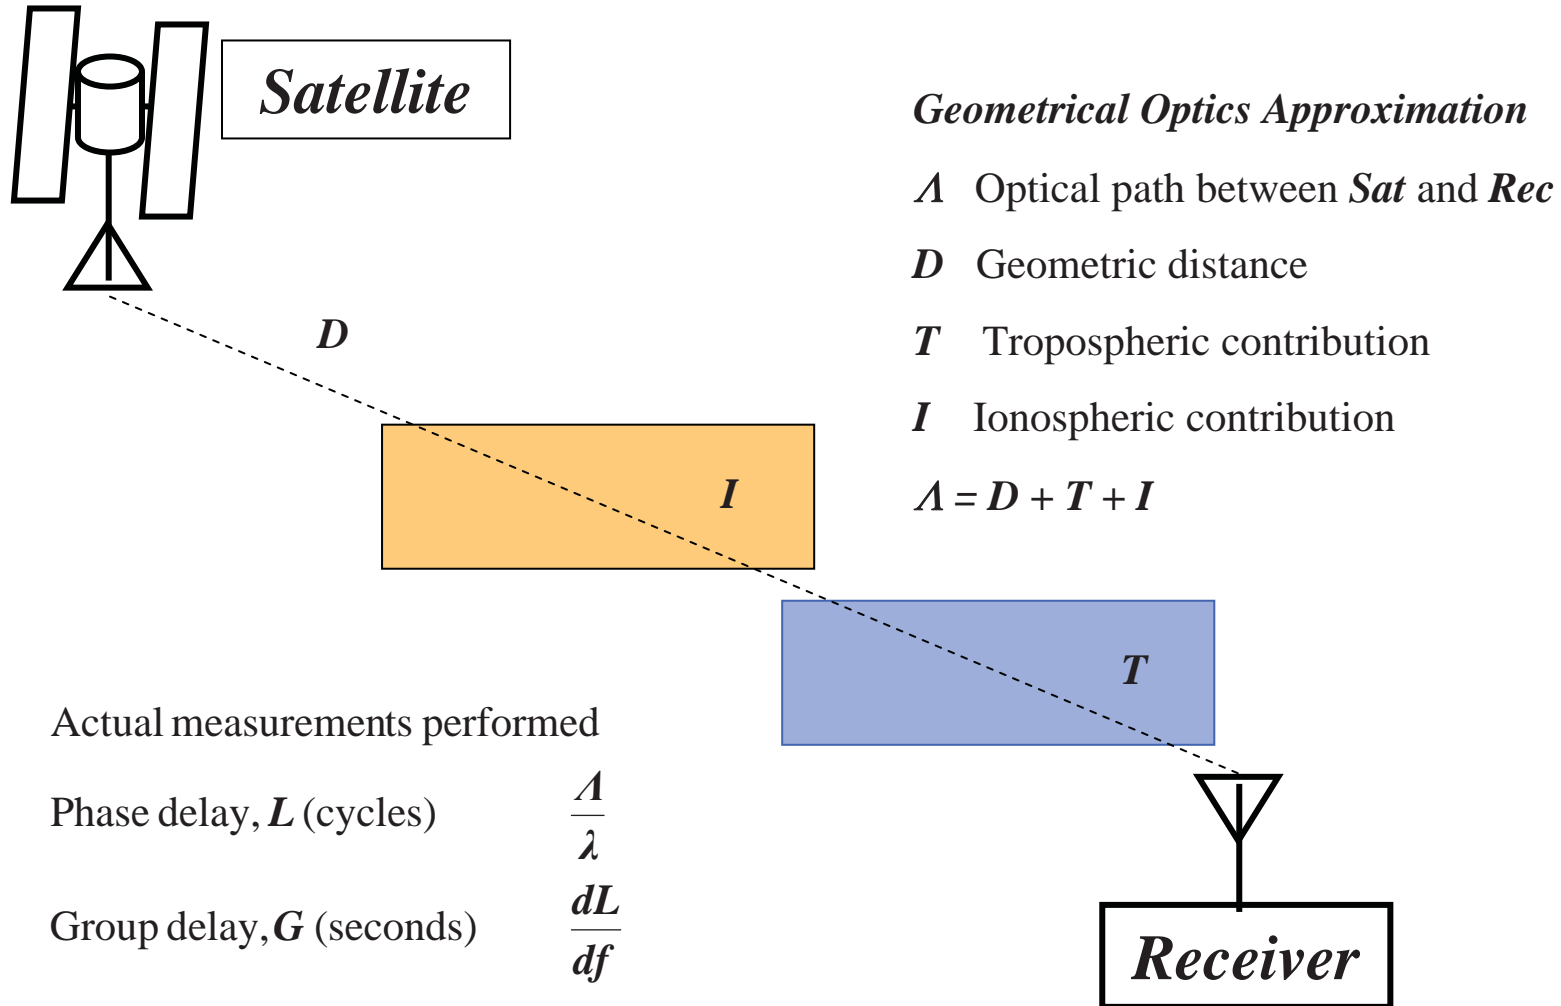 Satellite
Geometrical Optics Approximation
Λ Optical path between Sat and Rec
D Geometric distance
T Tropospheric contribution
I Ionospheric contribution
Λ = D + T + I
D
I
T
Actual measurements performed
Phase delay, L (cycles) Λ/λ
Group delay, G (seconds) dL/df
Receiver